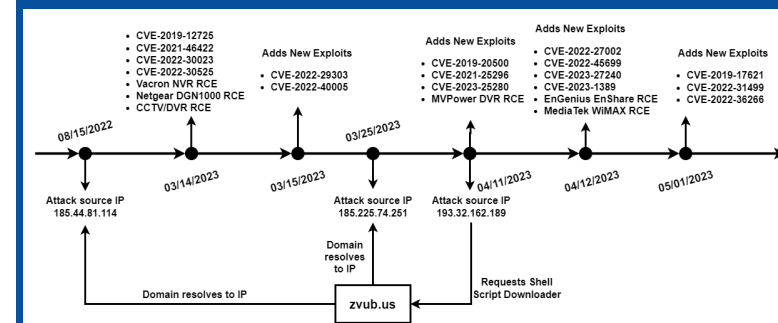 • CVE-2019-12725
• CVE-2021-46422
• CVE-2022-30023
• CVE-2022-30525
• Vacron NVR RCE
• Netgear DGN1000 RCE
• CCTV/DVR RCE
Adds New Exploits
• CVE-2022-29303
• CVE-2022-40005
Adds New Exploits
• CVE-2019-20500
• CVE-2021-25296
• CVE-2023-25280
• MVPower DVR RCE
Adds New Exploits
• CVE-2022-27002
• CVE-2022-45699
• CVE-2023-27240
• CVE-2023-1389
• EnGenius EnShare RCE
• MediaTek WiMAX RCE
Adds New Exploits
• CVE-2019-17621
• CVE-2022-31499
• CVE-2022-36266
08/15/2022
03/14/2023
03/15/2023
03/25/2023
04/11/2023
04/12/2023
05/01/2023
Attack source IP
185.44.81.114
Attack source IP
185.225.74.251
Attack source IP
193.32.162.189
Domain
resolves
to IP
Domain resolves to IP
zvub.us
Requests Shell
Script Downloader